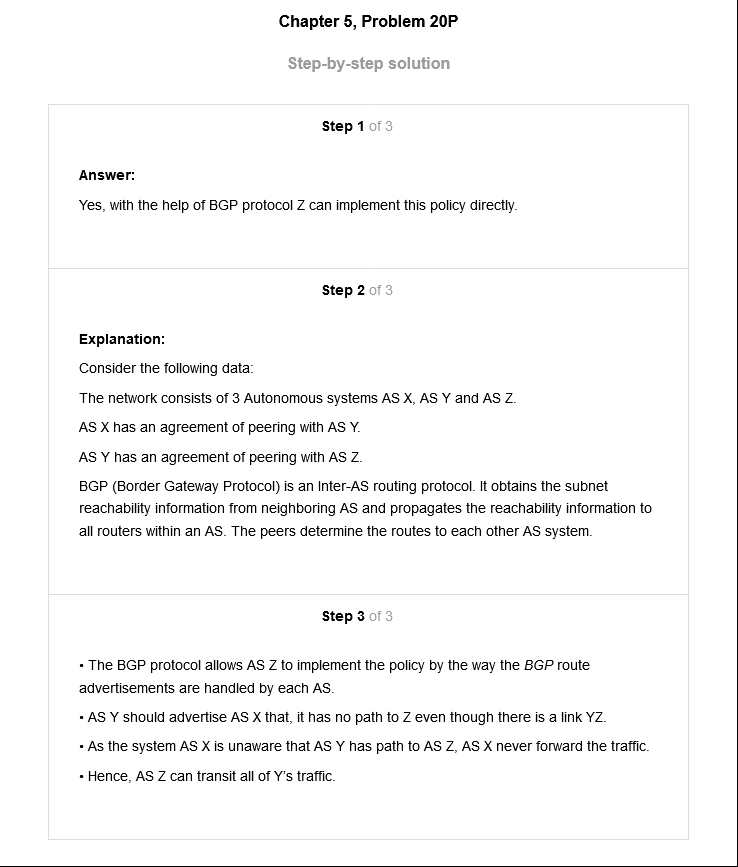 Chapter 5, Problem 20P
Step-by-step solution
Step 1 of 3
Answer:
Yes, with the help of BGP protocol Z can implement this policy directly.
Step 2 of 3
Explanation:
Consider the following data:
The network consists of 3 Autonomous systems AS X, AS Y and AS Z.
AS X has an agreement of peering with AS Y.
AS Y has an agreement of peering with AS Z.
BGP (Border Gateway Protocol) is an Inter-AS routing protocol. It obtains the subnet
reachability information from neighboring AS and propagates the reachability information to
all routers within an AS. The peers determine the routes to each other AS system.
Step 3 of 3
• The BGP protocol allows AS Z to implement the policy by the way the BGP route
advertisements are handled by each AS.
• AS Y should advertise AS X that, it has no path to Z even though there is a link YZ.
• As the system AS X is unaware that AS Y has path to AS Z, AS X never forward the traffic.
• Hence, AS Z can transit all of Y's traffic.